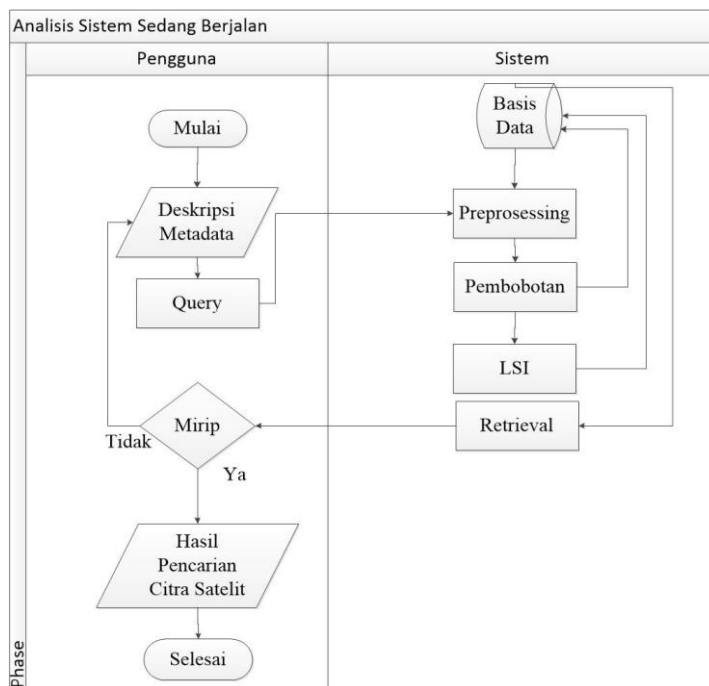 Analisis Sistem Sedang Berjalan
Pengguna
Sistem
Mulai
Deskripsi
Metadata
Query
Mirip
Tidak
Ya
Hasil
Pencarian
Citra Satelit
Selesai
Basis
Data
Preprosessing
Pembobotan
LSI
Retrieval
Phase